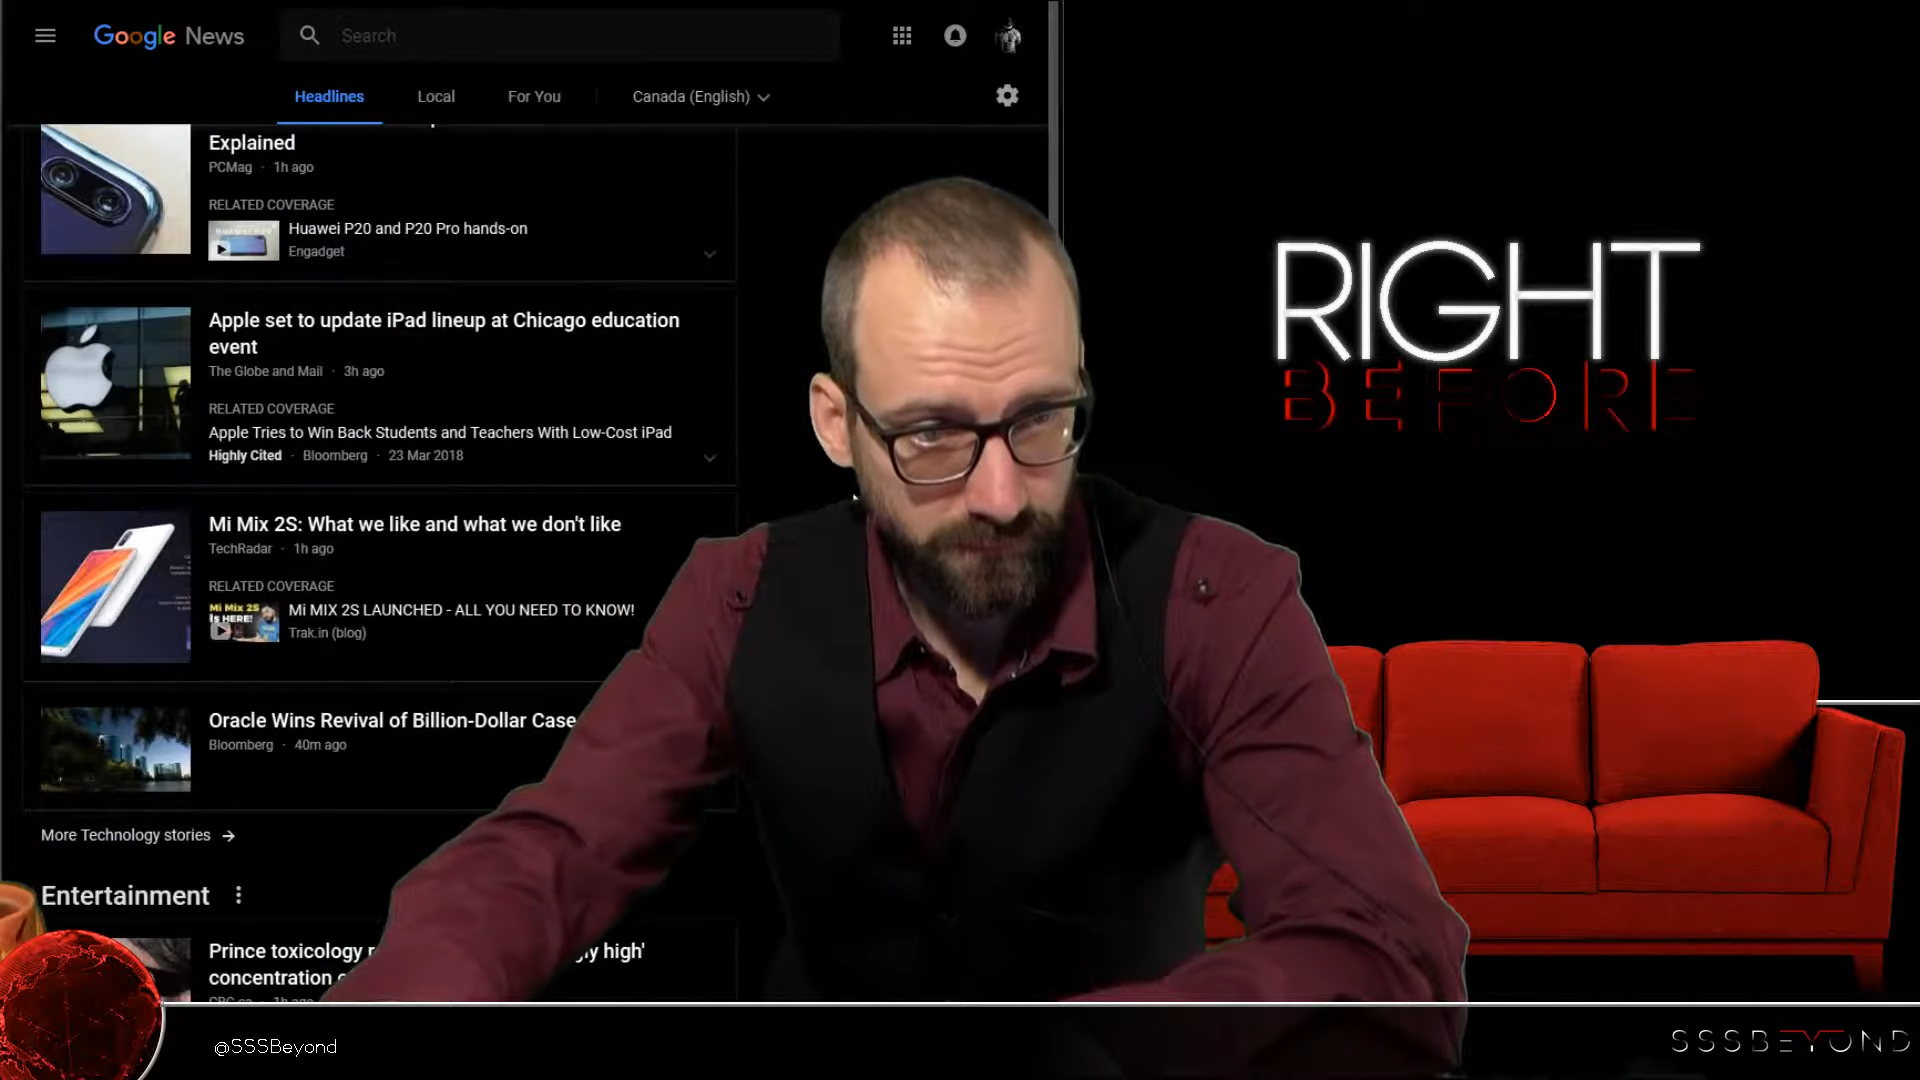 Google News
Search
Headlines
Local
For You
Canada (English)
Explained
PCMag · 1h ago
RELATED COVERAGE
Huawei P20 and P20 Pro hands-on
Engadget
Apple set to update iPad lineup at Chicago education
event
The Globe and Mail · 3h ago
RELATED COVERAGE
Apple Tries to Win Back Students and Teachers With Low-Cost iPad
Highly Cited · Bloomberg · 23 Mar 2018
Mi Mix 2S: What we like and what we don't like
TechRadar · 1h ago
RELATED COVERAGE
Mi Mix 2S
is HERE!
Mi MIX 2S LAUNCHED - ALL YOU NEED TO KNOW!
Trak.in (blog)
Oracle Wins Revival of Billion-Dollar Case
Bloomberg · 40m ago
More Technology stories →
Entertainment
Prince toxicology
high'
concentration
RIGHT
BEFORE
@SSSBeyond
SSSBEYOND